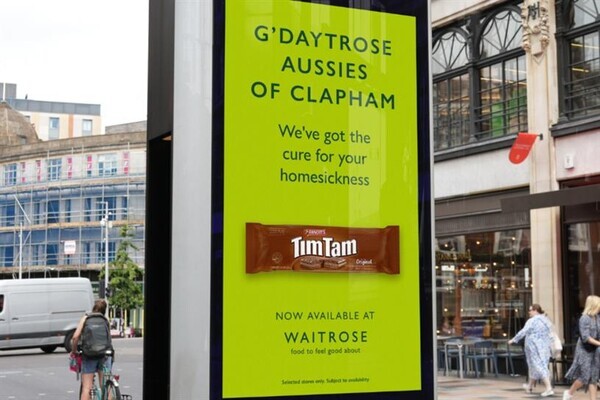 G'DAYTROSE
AUSSIES
OF CLAPHAM
We've got the
cure for your
homesickness
ARNOTT'S
TimTam
Original
NOW AVAILABLE AT
WAITROSE
food to feel good about
Selected stores only. Subject to availability.